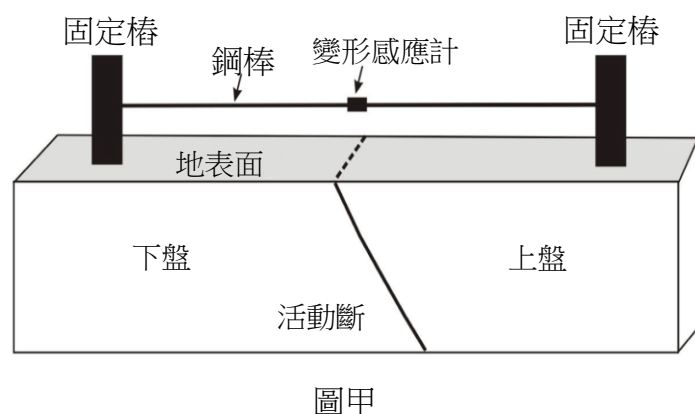 固定樁
固定樁
鋼棒
變形感應計
地表面
下盤
上盤
活動斷
圖甲